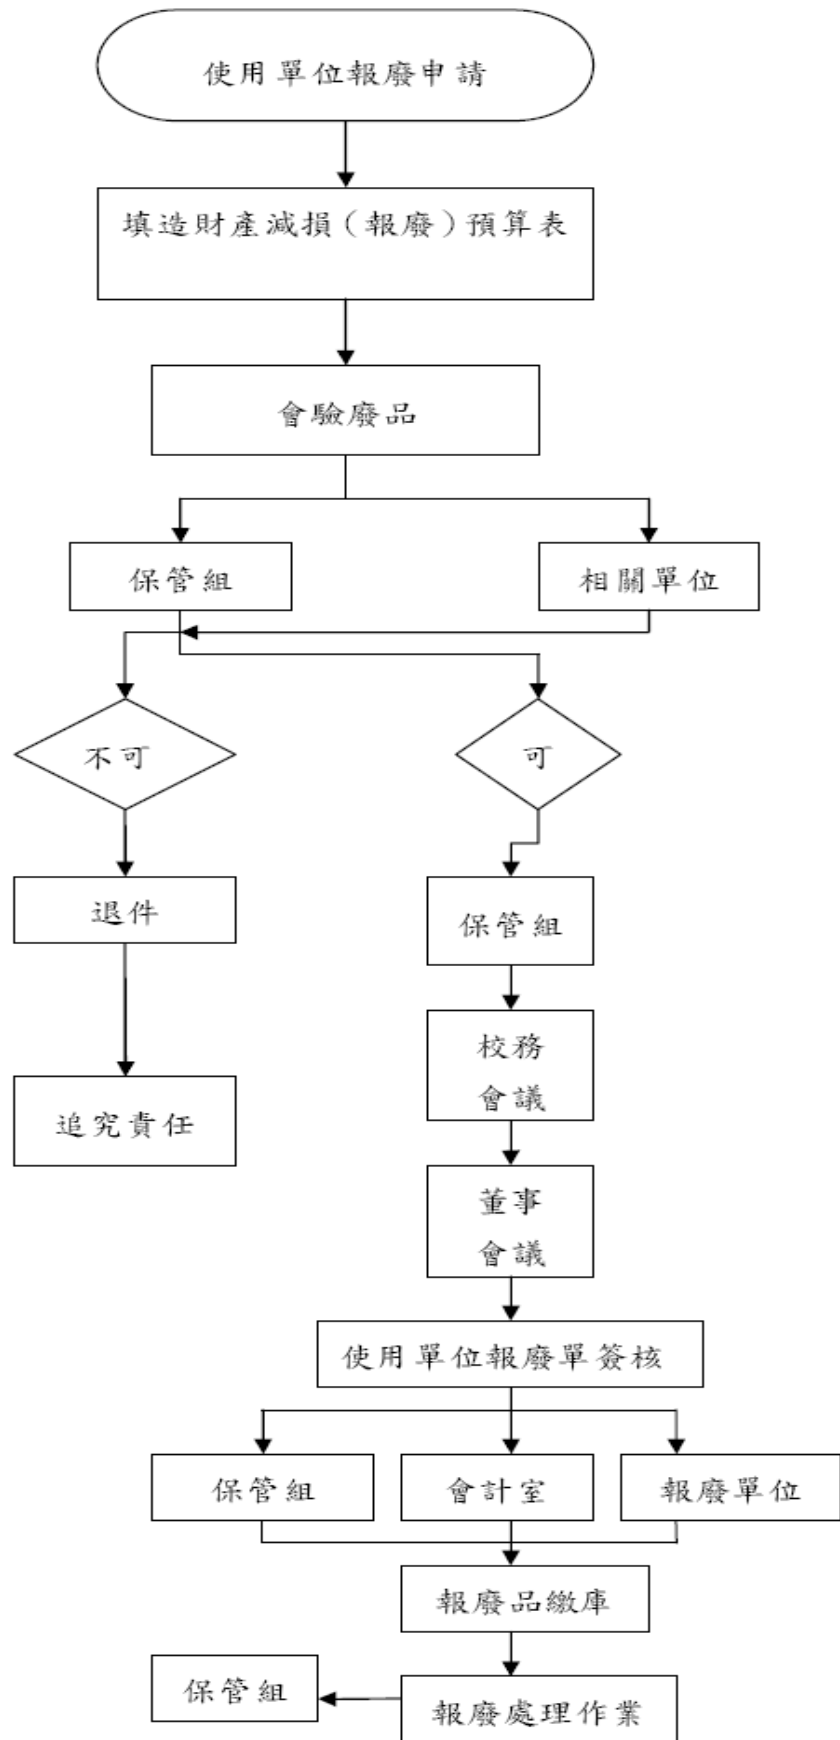 使用單位報廢申請
填造財產減損（報廢）預算表
會驗廢品
保管組
相關單位
不可
可
退件
保管組
校務
會議
追究責任
董事
會議
使用單位報廢單簽核
保管組
會計室
報廢單位
報廢品繳庫
保管組
報廢處理作業